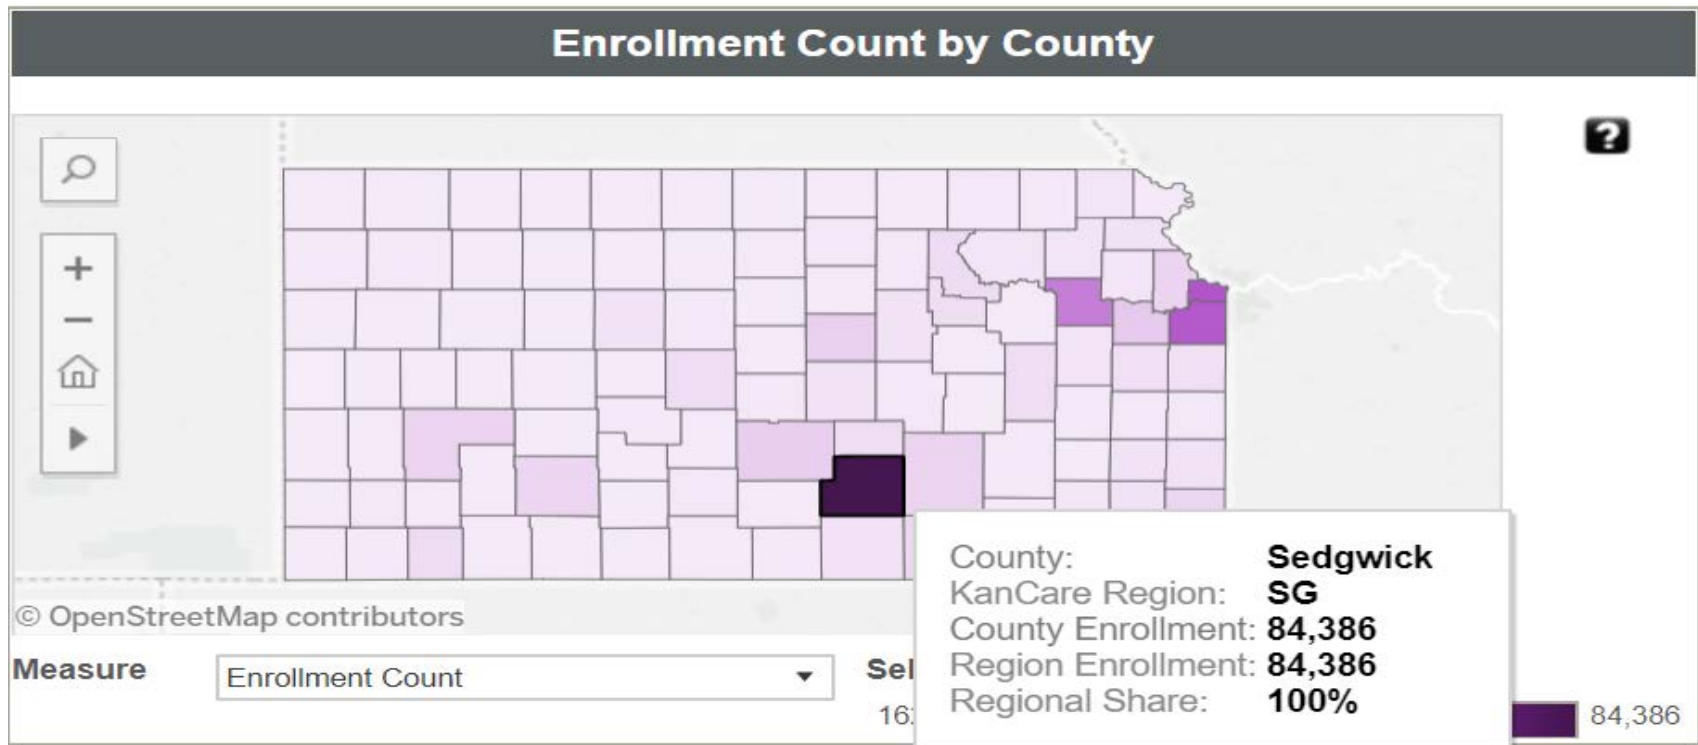 Enrollment Count by County
?
© OpenStreetMap contributors
County: Sedgwick
KanCare Region: SG
County Enrollment: 84,386
Region Enrollment: 84,386
Regional Share: 100%
Measure
Enrollment Count
84,386